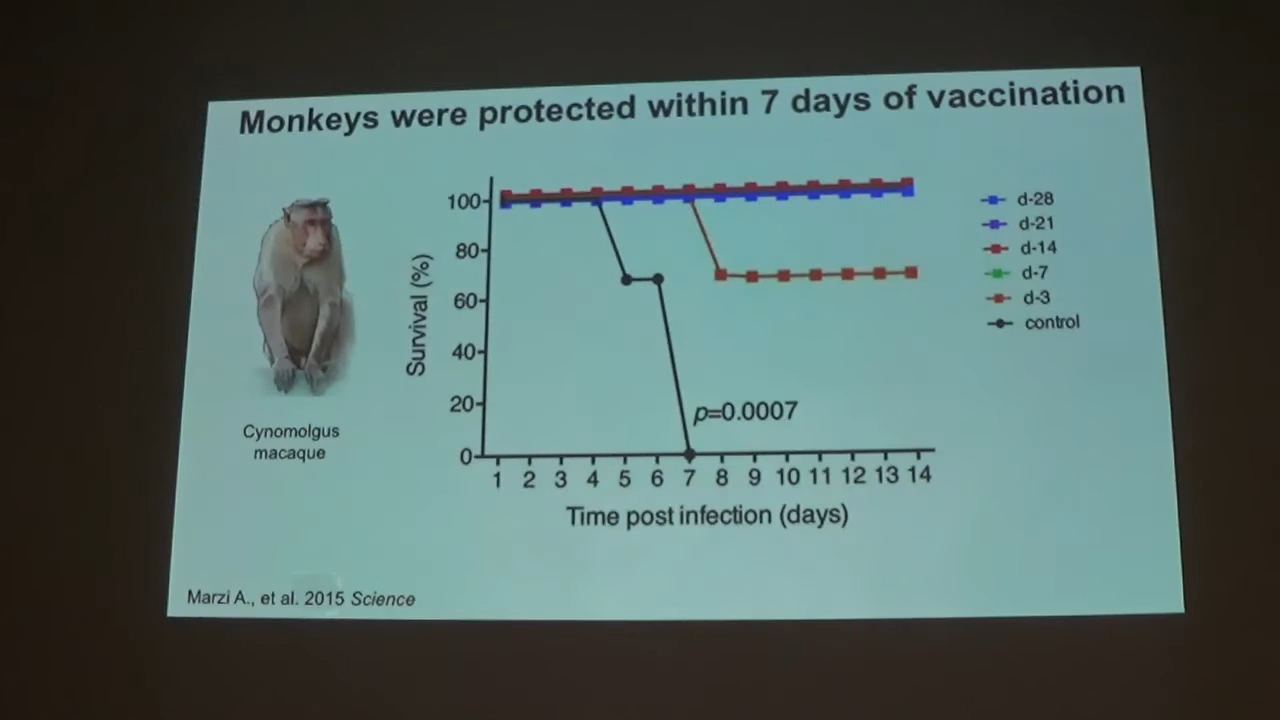 Monkeys were protected within 7 days of vaccination
100
80
60
40
20
0
Survival (%)
1 2 3 4 5 6 7 8 9 10 11 12 13 14
Time post infection (days)
p=0.0007
d-28
d-21
d-14
d-7
d-3
control
Cynomolgus
macaque
Marzi A., et al. 2015 Science